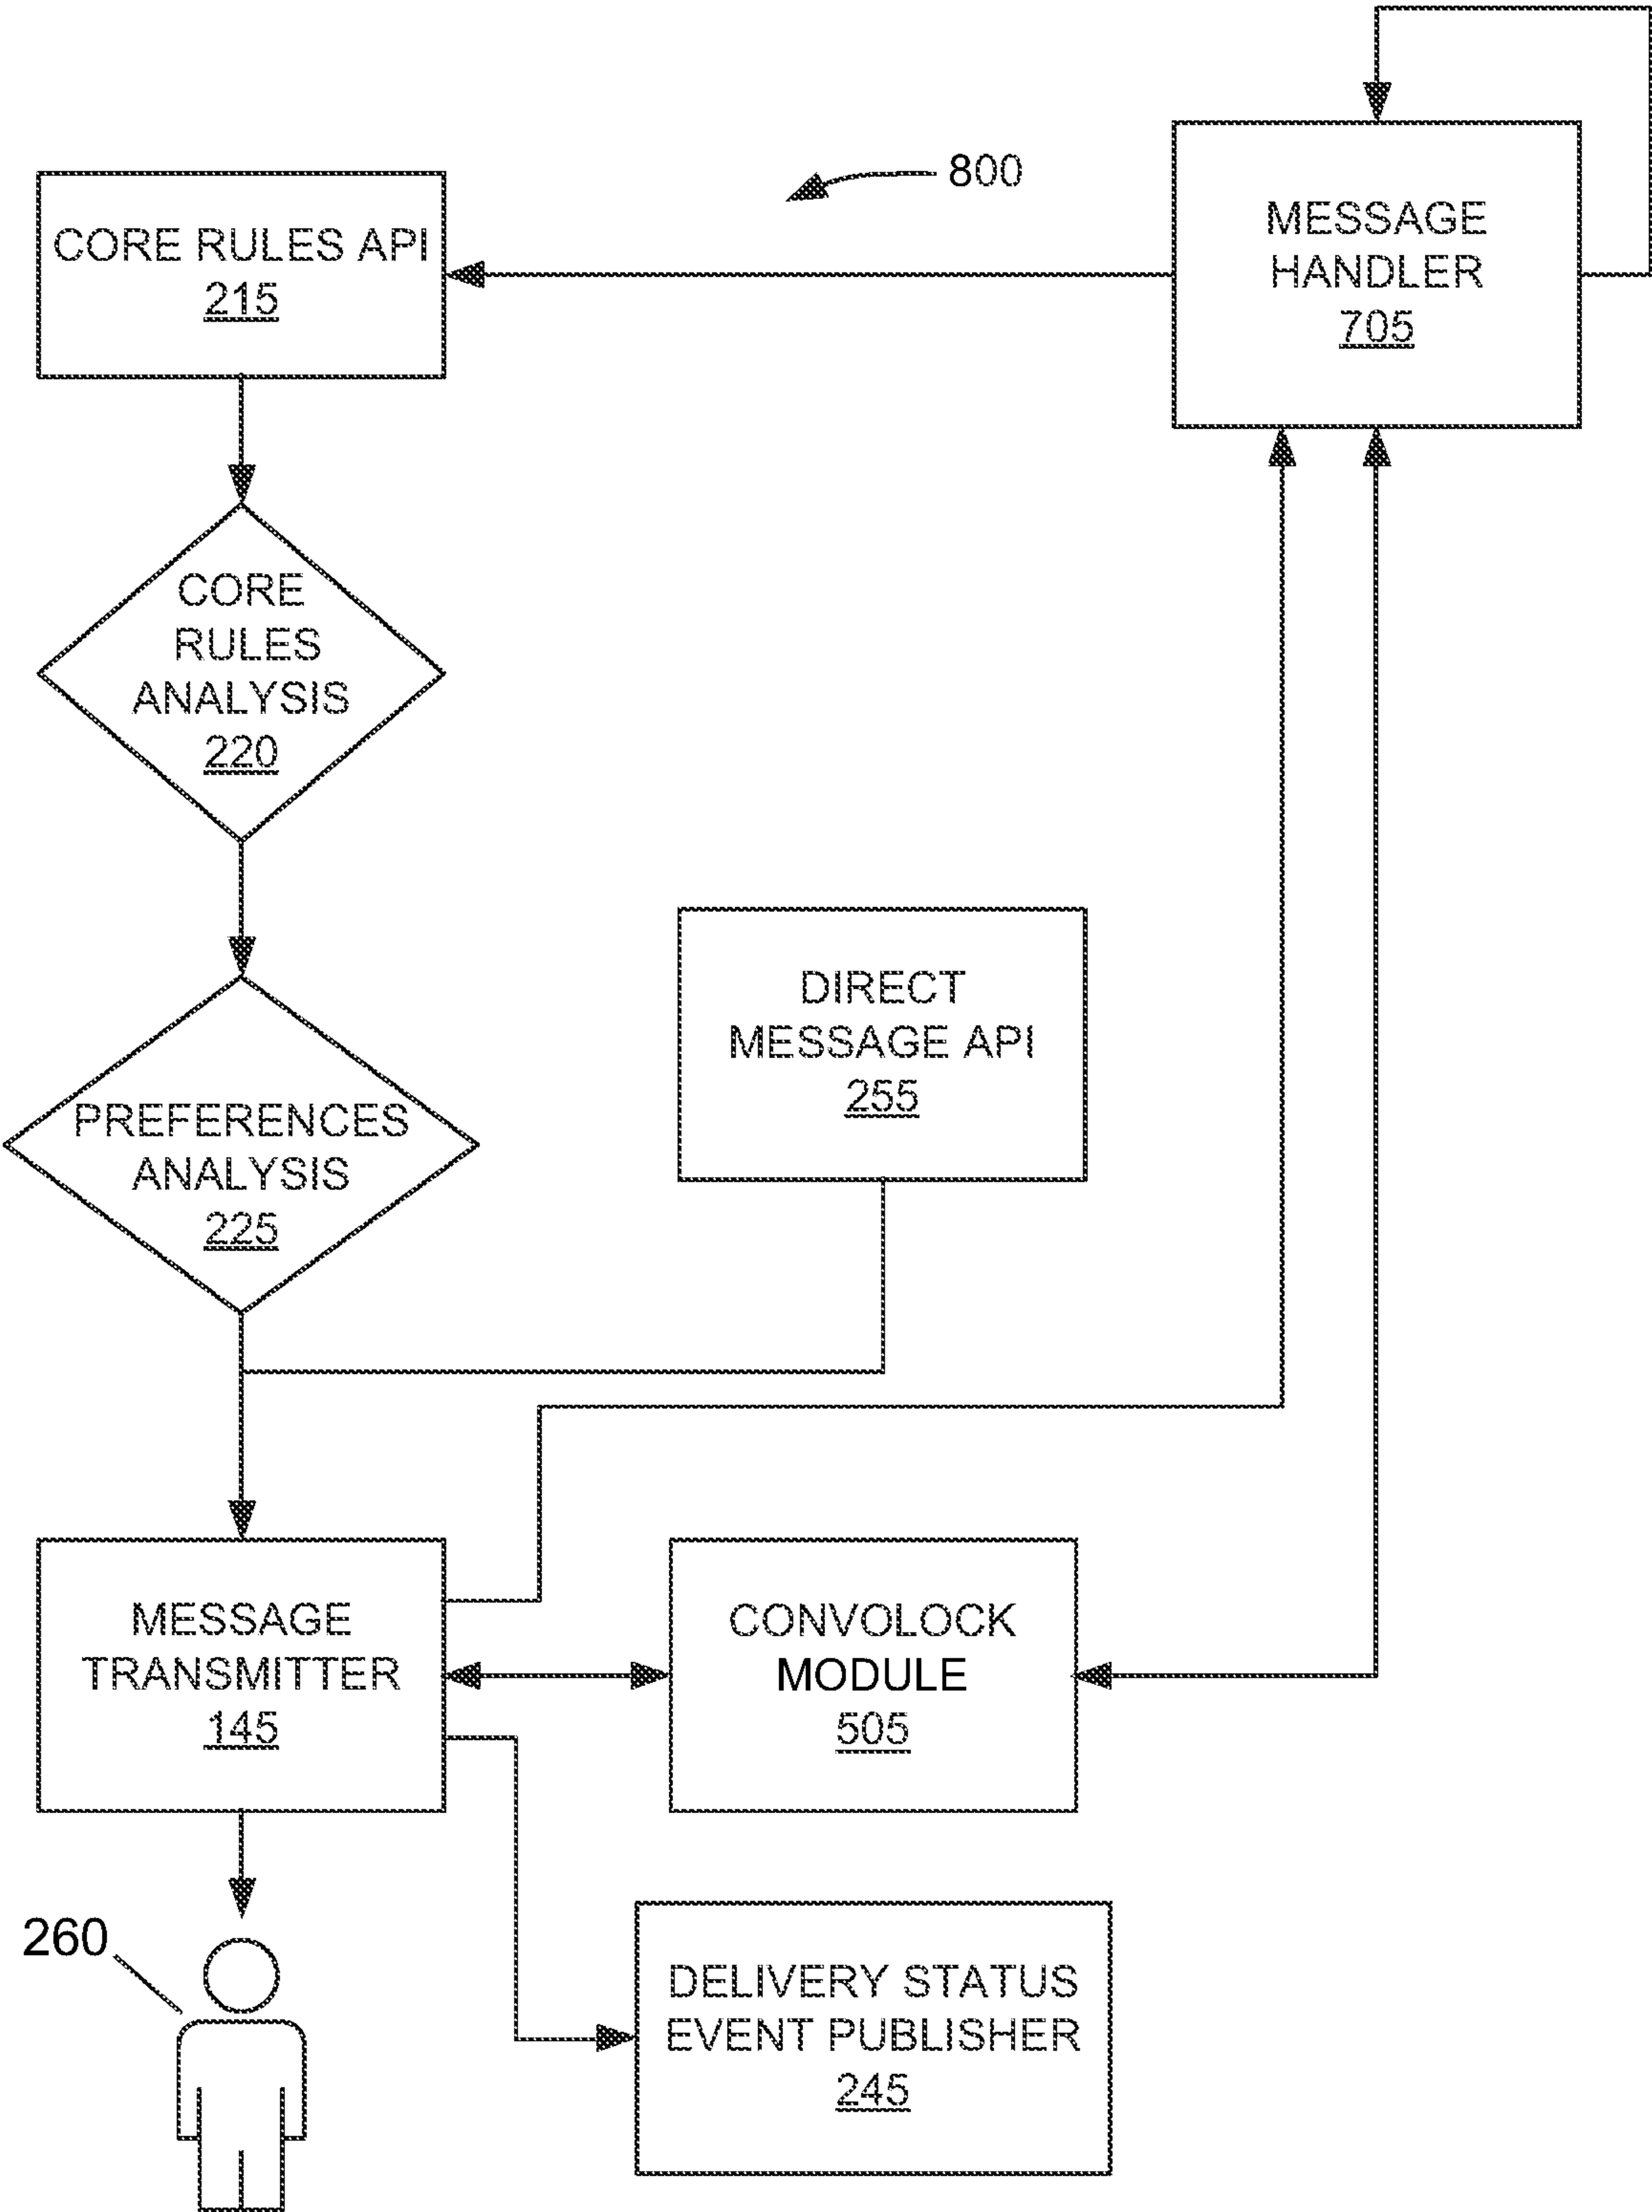 800
MESSAGE
HANDLER
705
CORE RULES API
215
CORE
RULES
ANALYSIS
220
DIRECT
MESSAGE API
255
PREFERENCES
ANALYSIS
225
MESSAGE
TRANSMITTER
145
CONVOLOCK
MODULE
505
260
DELIVERY STATUS
EVENT PUBLISHER
245